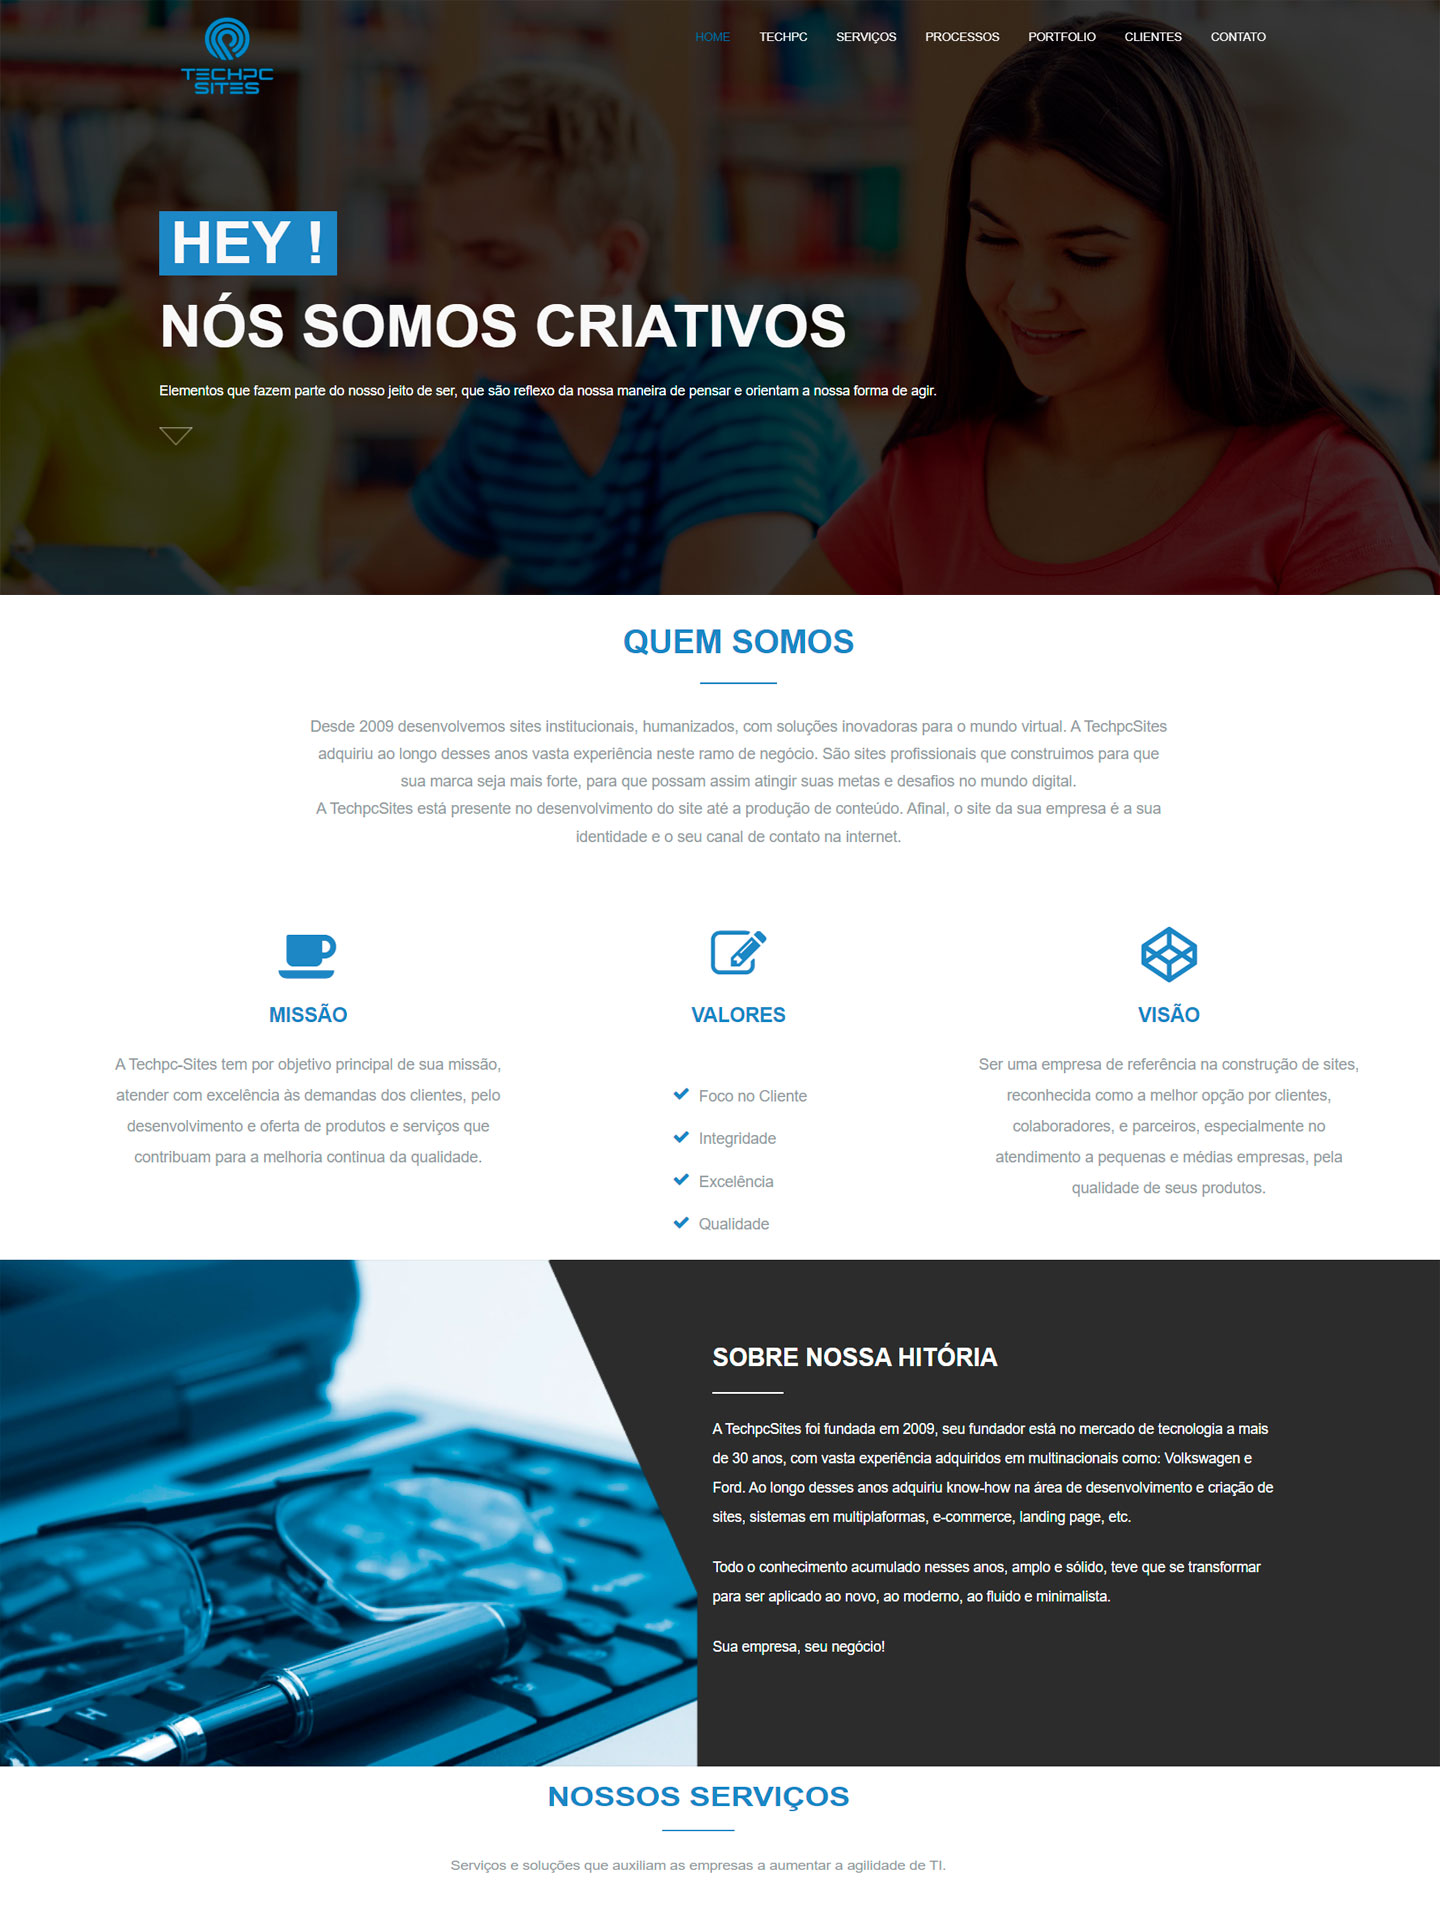 TECHPC
SITES
HOME TECHPC SERVIÇOS PROCESSOS PORTFOLIO CLIENTES CONTATO
HEY !
NÓS SOMOS CRIATIVOS
Elementos que fazem parte do nosso jeito de ser, que são reflexo da nossa maneira de pensar e orientam a nossa forma de agir.
QUEM SOMOS
Desde 2009 desenvolvemos sites institucionais, humanizados, com soluções inovadoras para o mundo virtual. A TechpcSites
adquiriu ao longo desses anos vasta experiência neste ramo de negócio. São sites profissionais que construimos para que
sua marca seja mais forte, para que possam assim atingir suas metas e desafios no mundo digital.
A TechpcSites está presente no desenvolvimento do site até a produção de conteúdo. Afinal, o site da sua empresa é a sua
identidade e o seu canal de contato na internet.
MISSÃO
A Techpc-Sites tem por objetivo principal de sua missão,
atender com excelência às demandas dos clientes, pelo
desenvolvimento e oferta de produtos e serviços que
contribuam para a melhoria continua da qualidade.
VALORES
Foco no Cliente
Integridade
Excelência
Qualidade
VISÃO
Ser uma empresa de referência na construção de sites,
reconhecida como a melhor opção por clientes,
colaboradores, e parceiros, especialmente no
atendimento a pequenas e médias empresas, pela
qualidade de seus produtos.
SOBRE NOSSA HITÓRIA
A TechpcSites foi fundada em 2009, seu fundador está no mercado de tecnologia a mais
de 30 anos, com vasta experiência adquiridos em multinacionais como: Volkswagen e
Ford. Ao longo desses anos adquiriu know-how na área de desenvolvimento e criação de
sites, sistemas em multiplaformas, e-commerce, landing page, etc.
Todo o conhecimento acumulado nesses anos, amplo e sólido, teve que se transformar
para ser aplicado ao novo, ao moderno, ao fluido e minimalista.
Sua empresa, seu negócio!
NOSSOS SERVIÇOS
Serviços e soluções que auxiliam as empresas a aumentar a agilidade de TI.